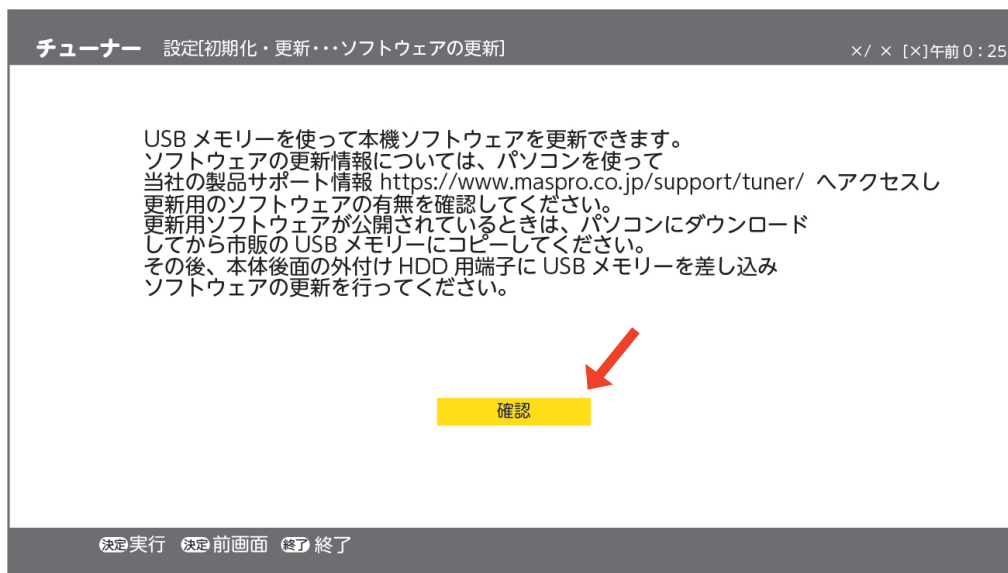 チューナー 設定[初期化・更新･･･ソフトウェアの更新] ×/ × [×]午前 0：25
USB メモリーを使って本機ソフトウェアを更新できます。
ソフトウェアの更新情報については、パソコンを使って
当社の製品サポート情報 https://www.maspro.co.jp/support/tuner/ へアクセスし
更新用のソフトウェアの有無を確認してください。
更新用ソフトウェアが公開されているときは、パソコンにダウンロード
してから市販の USB メモリーにコピーしてください。
その後、本体後面の外付け HDD 用端子に USB メモリーを差し込み
ソフトウェアの更新を行ってください。
確認
決定 実行 決定 前画面 終了 終了